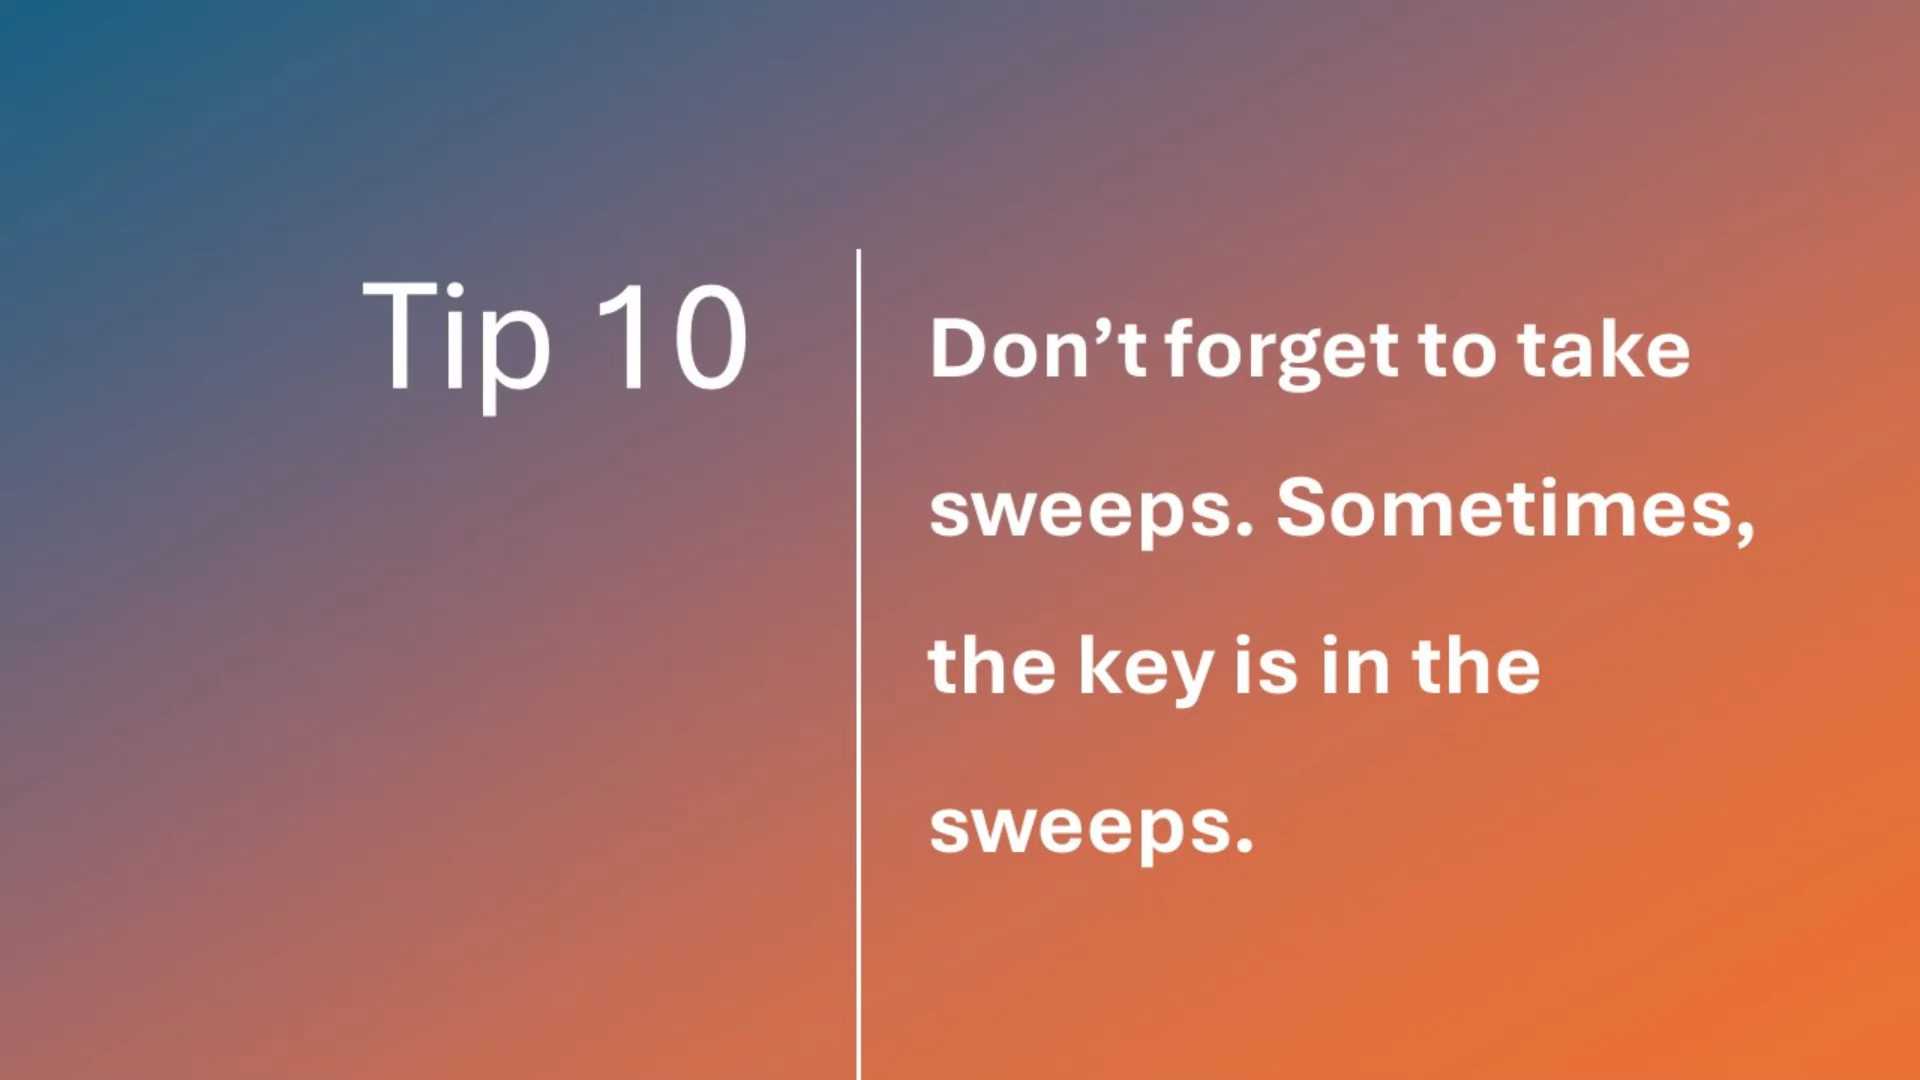 Tip 10
Don’t forget to take
sweeps. Sometimes,
the key is in the
sweeps.